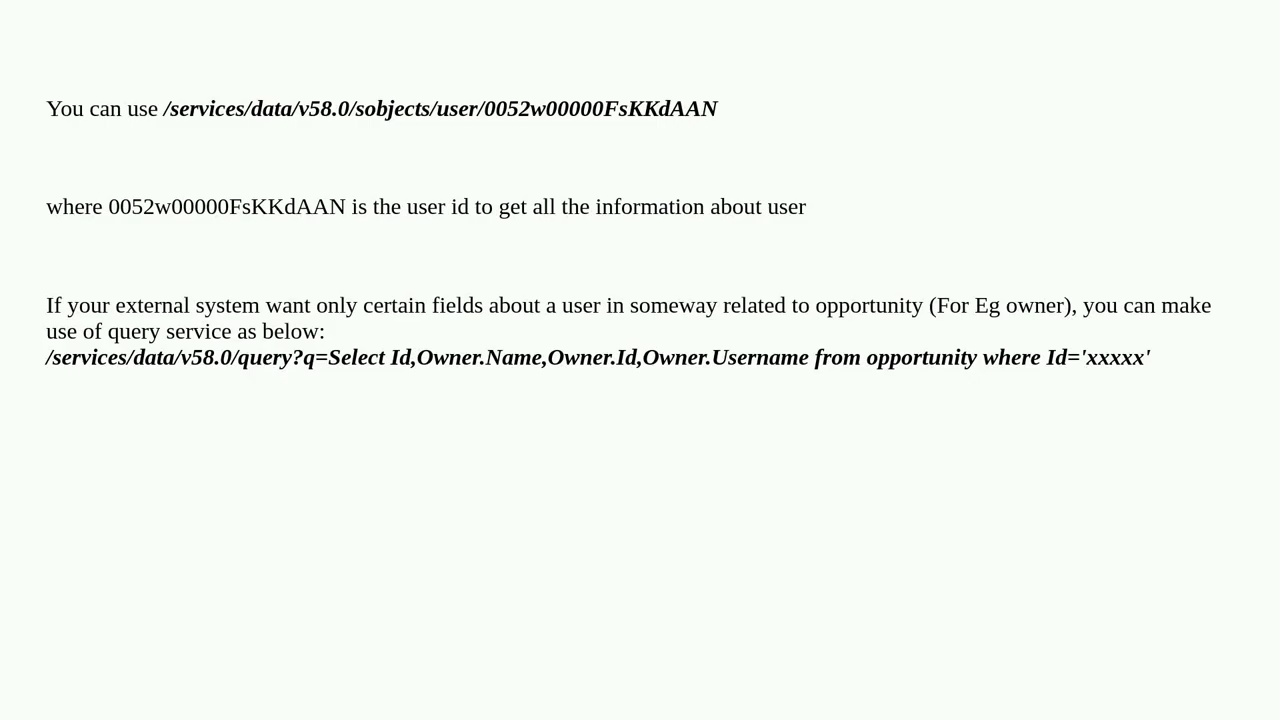 You can use /services/data/v58.0/sobjects/user/0052w00000FsKKdAAN
where 0052w00000FsKKdAAN is the user id to get all the information about user
If your external system want only certain fields about a user in someway related to opportunity (For Eg owner), you can make
use of query service as below:
/services/data/v58.0/query?q=Select Id,Owner.Name,Owner.Id,Owner.Username from opportunity where Id='xxxxx'